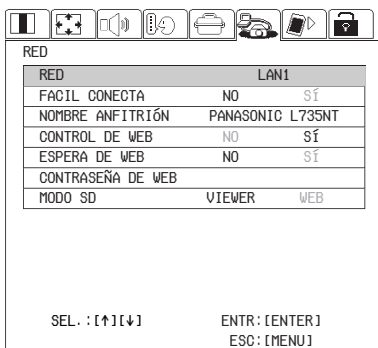 RED
RED LAN1
FACIL CONECTA NO SÍ
NOMBRE ANFITRIÓN PANASONIC L735NT
CONTROL DE WEB NO SÍ
ESPERA DE WEB NO SÍ
CONTRASEÑA DE WEB
MODO SD VIEWER WEB
SEL.:[↑][↓] ENTR:[ENTER]
ESC:[MENU]